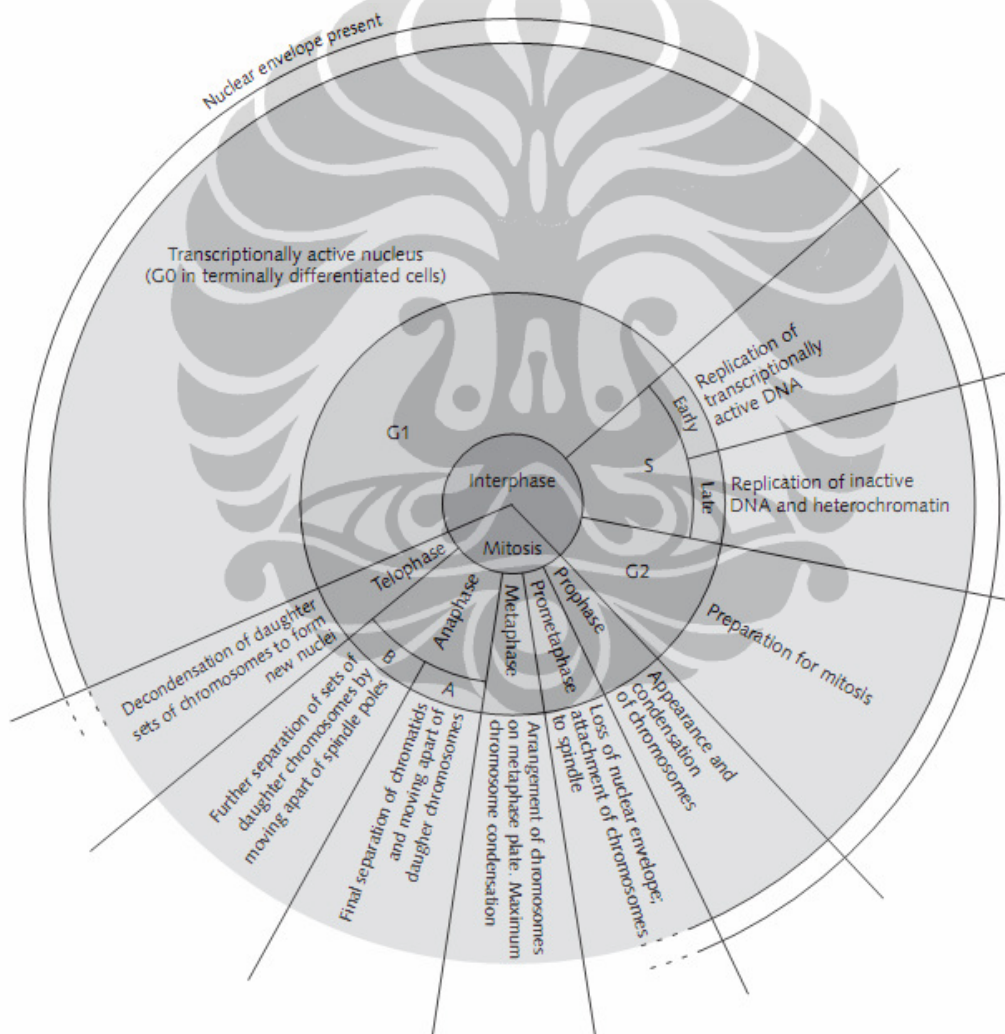 Nuclear envelope present
Transcriptionally active nucleus
(G0 in terminally differentiated cells)
G1
Interphase
S
Early
Replication of
transcriptionally
active DNA
Late
Replication of inactive
DNA and heterochromatin
G2
Preparation for mitosis
Mitosis
Prophase
Appearance and
condensation
of chromosomes
Prometaphase
Loss of nuclear envelope;
attachment of chromosomes
to spindle
Metaphase
Arrangement of chromosomes
on metaphase plate. Maximum
chromosome condensation
Anaphase
A
Final separation of chromatids
and moving apart of
daugher chromosomes
B
Further separation of sets of
daughter chromosomes by
moving apart of spindle poles
Telophase
Decondensation of daughter
sets of chromosomes to form
new nuclei